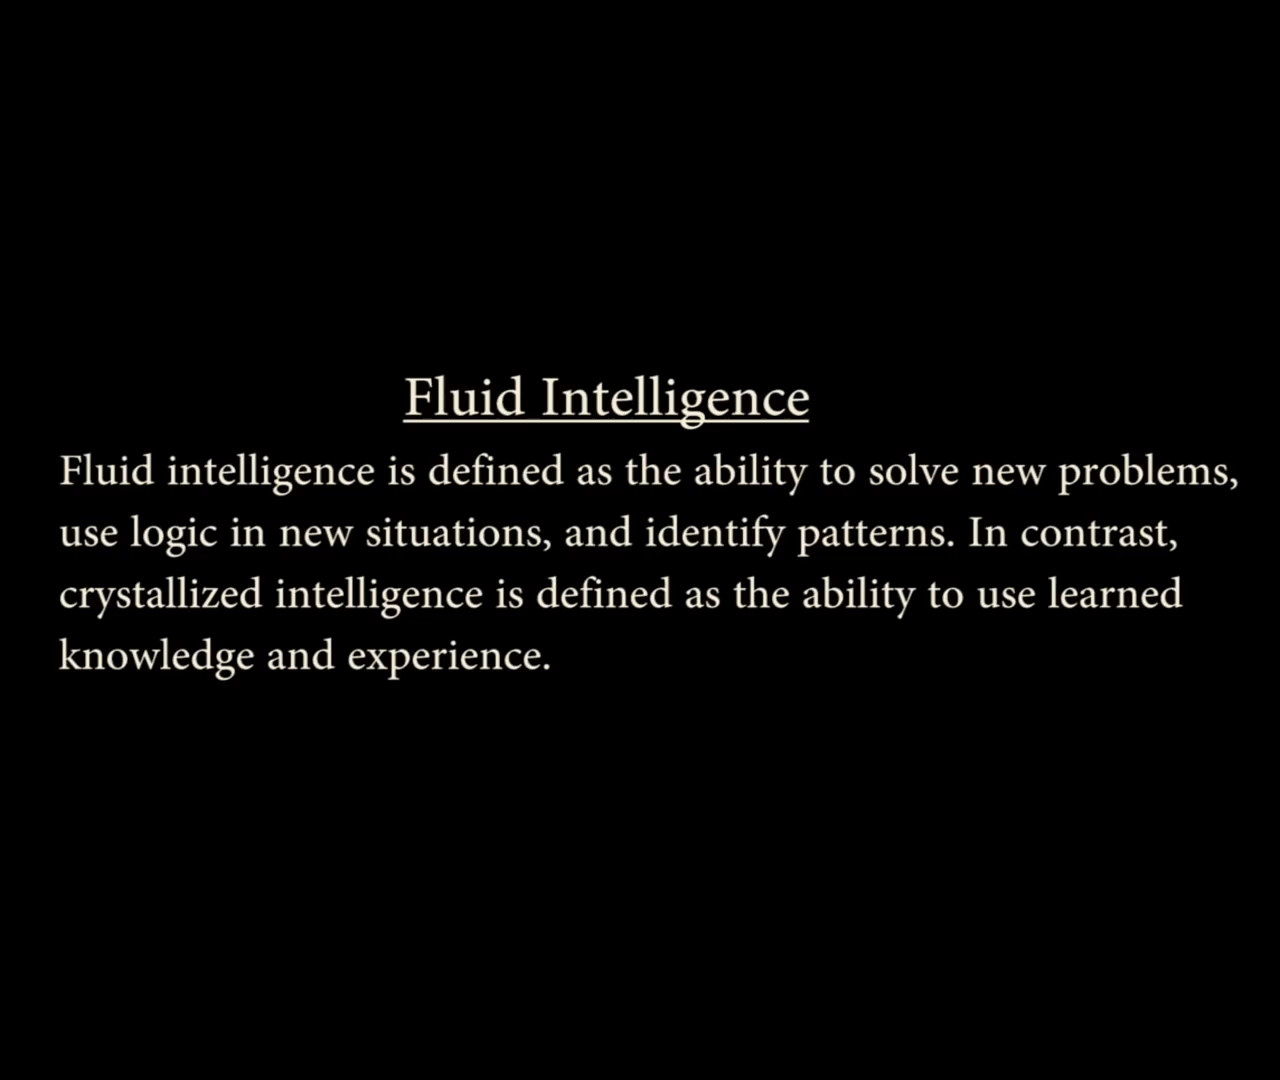 Fluid Intelligence
Fluid intelligence is defined as the ability to solve new problems,
use logic in new situations, and identify patterns. In contrast,
crystallized intelligence is defined as the ability to use learned
knowledge and experience.